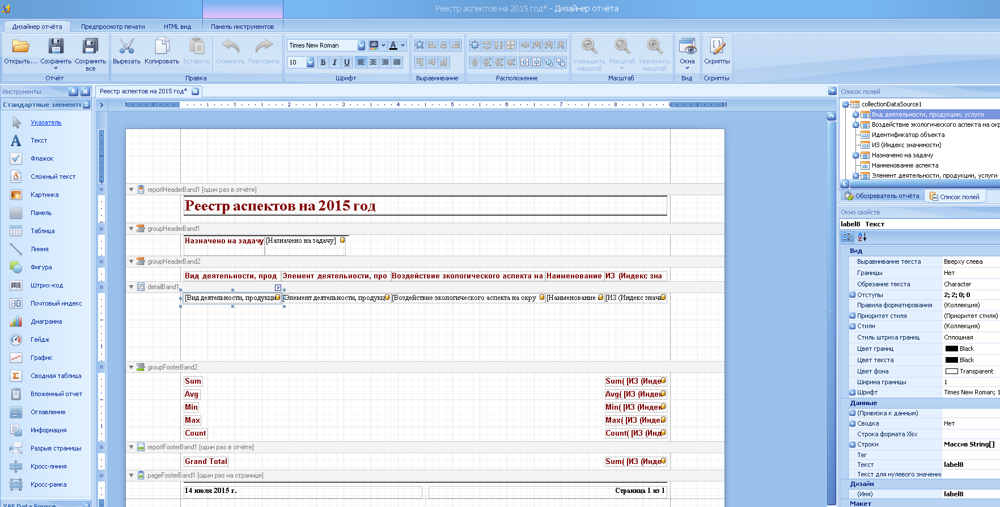 Реестр аспектов на 2015 год* - Дизайнер отчёта
Дизайнер отчёта Предпросмотр печати HTML вид Панель инструментов
Открыть... Сохранить Сохранить все Вырезать Копировать Вставить Отменить Повторить
Times New Roman
10 B I U
Уменьшить масштаб Масштаб Увеличить масштаб Окна Скрипты
Отчёт Правка Шрифт Выравнивание Расположение Масштаб Вид Скрипты
Инструменты
Стандартные элементы
Указатель
Текст
Флажок
Сложный текст
Картинка
Панель
Таблица
Линия
Фигура
Штрих-код
Почтовый индекс
Диаграмма
Гейдж
График
Сводная таблица
Вложенный отчет
Оглавление
Информация
Разрыв страницы
Кросс-линия
Кросс-рамка
XAF Data Source
Реестр аспектов на 2015 год*
1 1 2 3 4 5 6 7 8 9 10
reportHeaderBand1 [один раз в отчёте]
Реестр аспектов на 2015 год
groupHeaderBand1
Назначено на задачу [Назначено на задачу]
groupHeaderBand2
Вид деятельности, прод Элемент деятельности, про Воздействие экологического аспекта на Наименование ИЗ (Индекс зна
detailBand1
[Вид деятельности, продукци [Элемент деятельности, продукц [Воздействие экологического аспекта на окру [Наименование [ИЗ (Индекс значи
groupFooterBand2
Sum Sum( [ИЗ (Инде
Avg Avg( [ИЗ (Индек
Min Min( [ИЗ (Индек
Max Max( [ИЗ (Инде
Count Count( [ИЗ (Инд
reportFooterBand1 [один раз в отчёте]
Grand Total Sum( [ИЗ (Инде
pageFooterBand1 [один раз на странице]
14 июля 2015 г. Страница 1 из 1
Список полей
collectionDataSource1
Вид деятельности, продукции, услуги
Воздействие экологического аспекта на окр
Идентификатор объекта
ИЗ (Индекс значимости)
Назначено на задачу
Наименование аспекта
Элемент деятельности, продукции, услуги
Обозреватель отчёта Список полей
Окно свойств
label8 Текст
Вид
Выравнивание текста Вверху слева
Границы Нет
Обрезание текста Character
Отступы 2; 2; 0; 0
Правила форматирования (Коллекция)
Приоритет стиля (Приоритет стиля)
Стили (Коллекция)
Стиль штриха границ Сплошная
Цвет границ Black
Цвет текста Black
Цвет фона Transparent
Ширина границы 1
Шрифт Times New Roman; 1
Данные
(Привязка к данным)
Сводка Нет
Строка формата Xlsx
Строки Массив String[]
Тег
Текст label8
Текст для нулевого значения
Дизайн
(Имя) label8
Макет